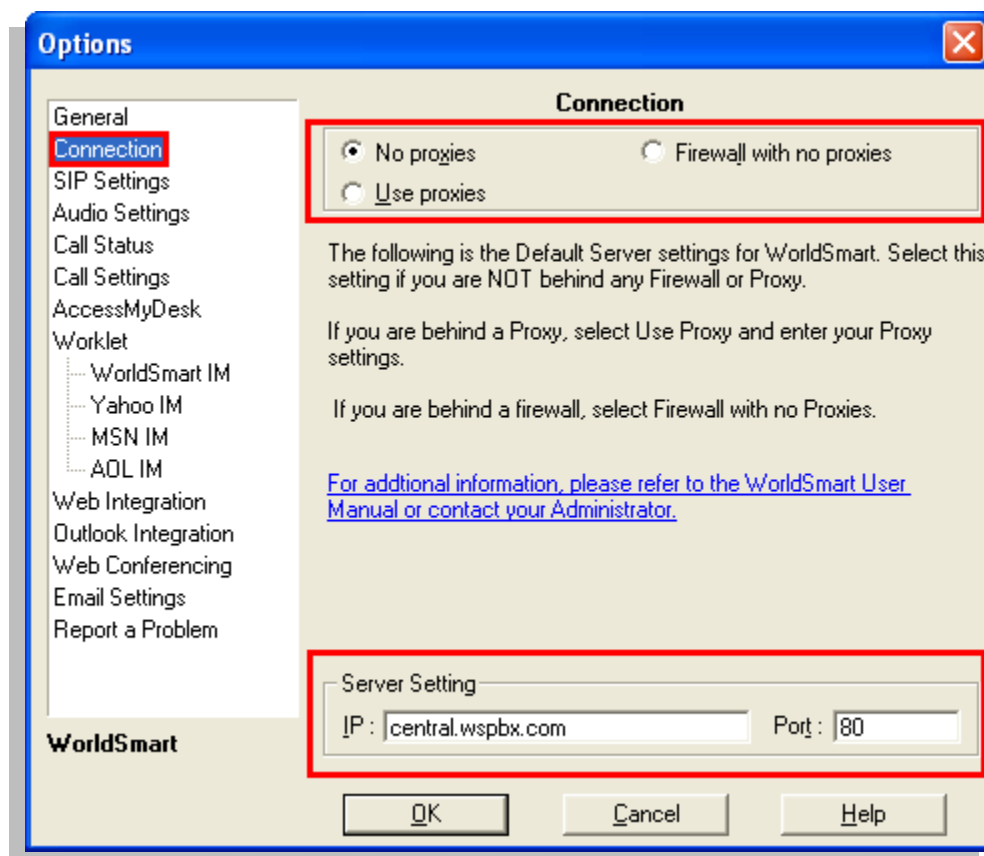 Options
General
Connection
SIP Settings
Audio Settings
Call Status
Call Settings
AccessMyDesk
Worklet
WorldSmart IM
Yahoo IM
MSN IM
AOL IM
Web Integration
Outlook Integration
Web Conferencing
Email Settings
Report a Problem
WorldSmart
Connection
No proxies
Firewall with no proxies
Use proxies
The following is the Default Server settings for WorldSmart. Select this
setting if you are NOT behind any Firewall or Proxy.
If you are behind a Proxy, select Use Proxy and enter your Proxy
settings.
If you are behind a firewall, select Firewall with no Proxies.
For addtional information, please refer to the WorldSmart User
Manual or contact your Administrator.
Server Setting
IP : central.wspbx.com Port : 80
OK Cancel Help